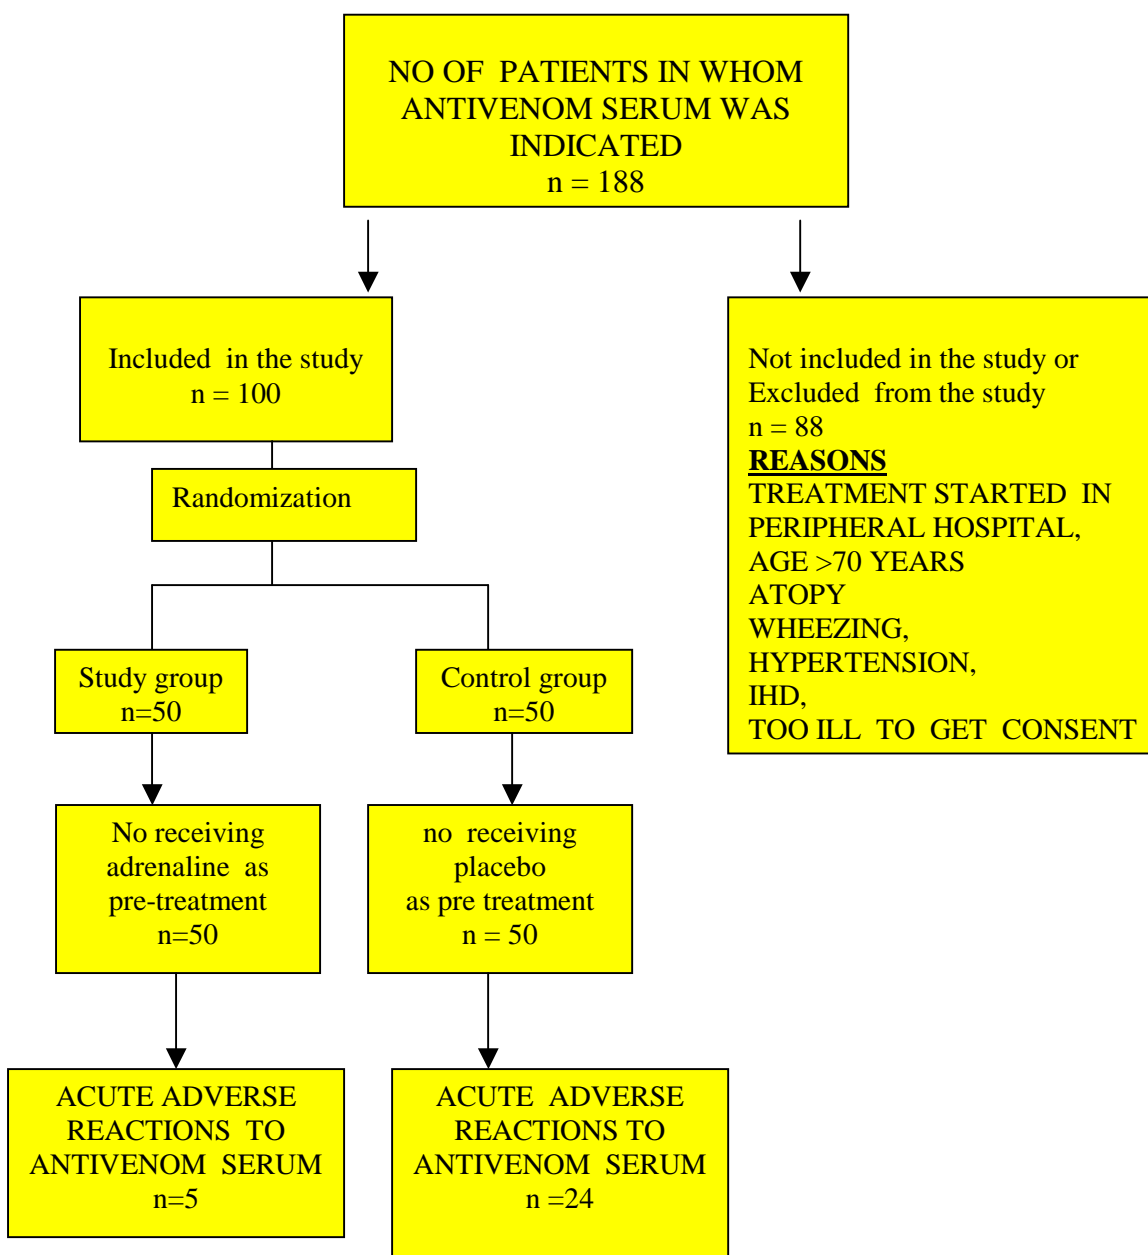 NO OF PATIENTS IN WHOM
ANTIVENOM SERUM WAS
INDICATED
n = 188
Included in the study
n = 100
Not included in the study or
Excluded from the study
n = 88
REASONS
TREATMENT STARTED IN
PERIPHERAL HOSPITAL,
AGE >70 YEARS
ATOPY
WHEEZING,
HYPERTENSION,
IHD,
TOO ILL TO GET CONSENT
Randomization
Study group
n=50
Control group
n=50
No receiving
adrenaline as
pre-treatment
n=50
no receiving
placebo
as pre treatment
n = 50
ACUTE ADVERSE
REACTIONS TO
ANTIVENOM SERUM
n=5
ACUTE ADVERSE
REACTIONS TO
ANTIVENOM SERUM
n =24